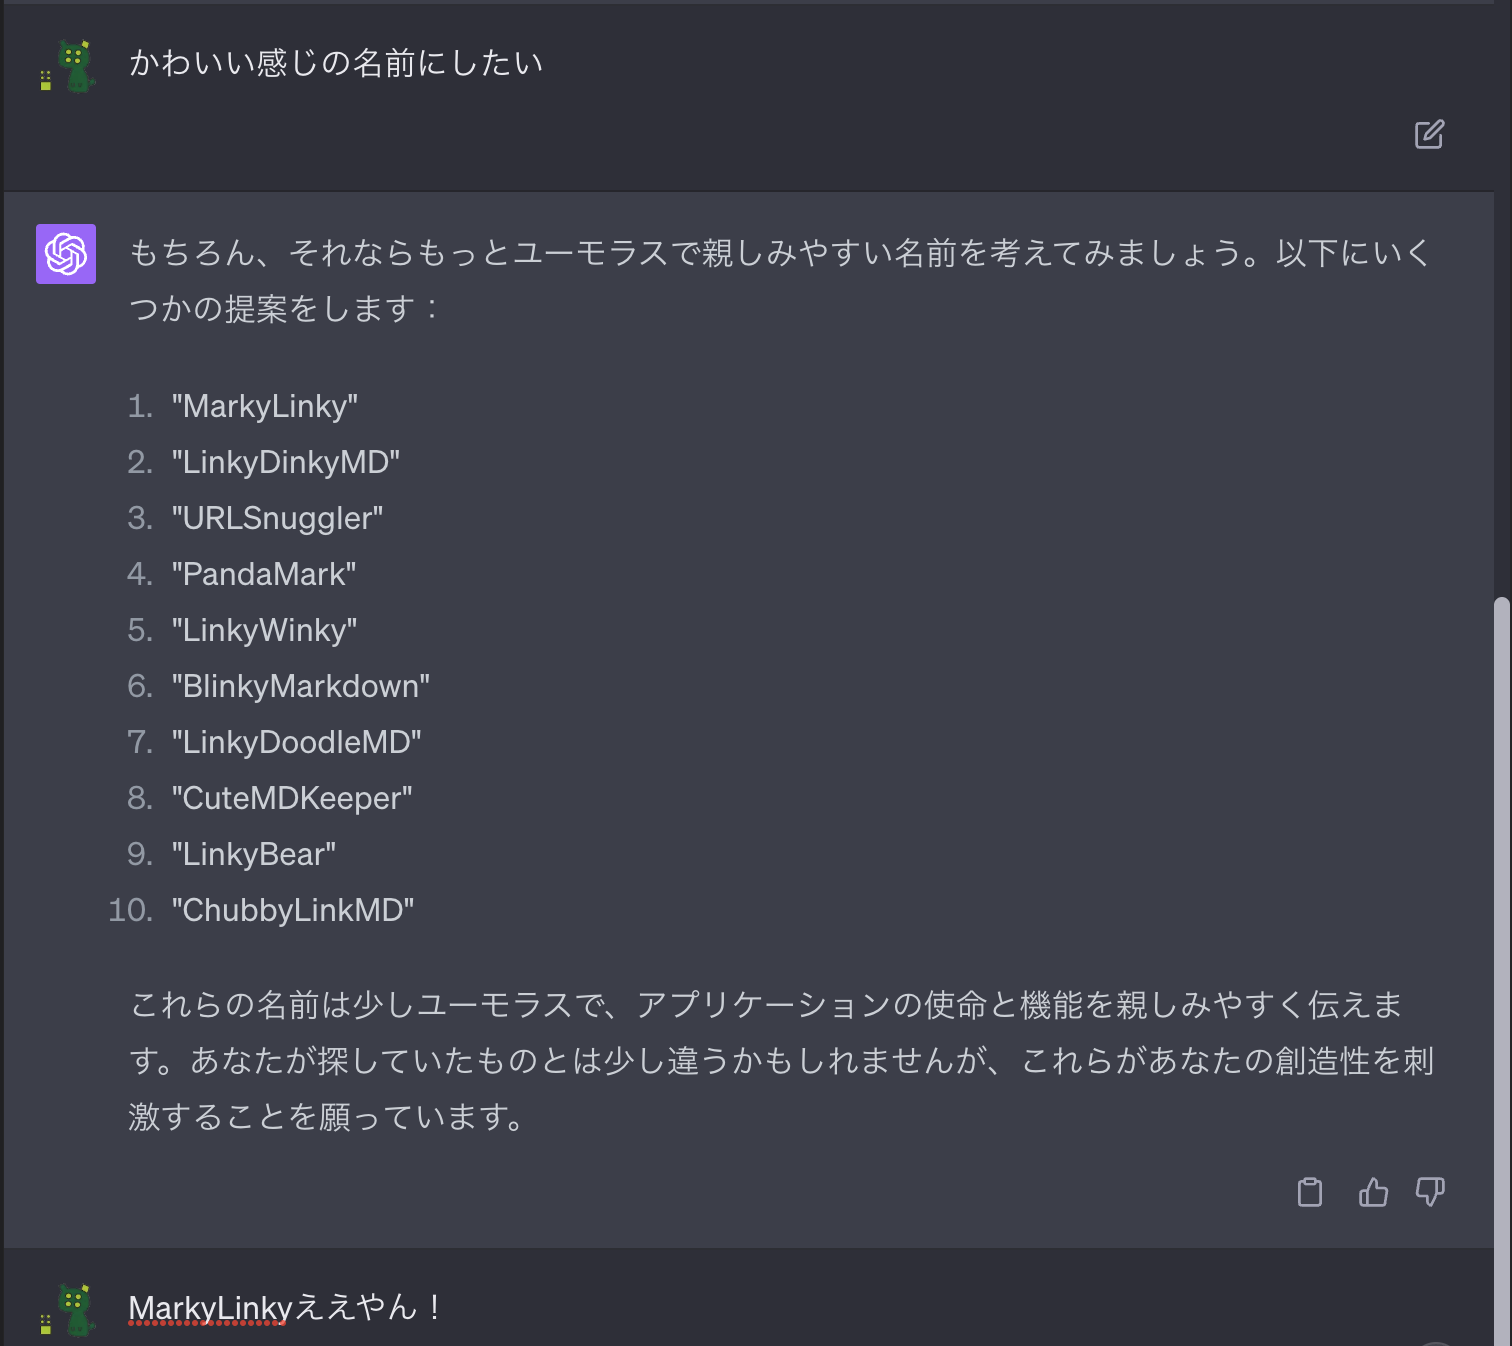 かわいい感じの名前にしたい
もちろん、それならもっとユーモラスで親しみやすい名前を考えてみましょう。以下にいく
つかの提案をします：
1. "MarkyLinky"
2. "LinkyDinkyMD"
3. "URLSnuggler"
4. "PandaMark"
5. "LinkyWinky"
6. "BlinkyMarkdown"
7. "LinkyDoodleMD"
8. "CuteMDKeeper"
9. "LinkyBear"
10. "ChubbyLinkMD"
これらの名前は少しユーモラスで、アプリケーションの使命と機能を親しみやすく伝えま
す。あなたが探していたものとは少し違うかもしれませんが、これらがあなたの創造性を刺
激することを願っています。
MarkyLinkyええやん！